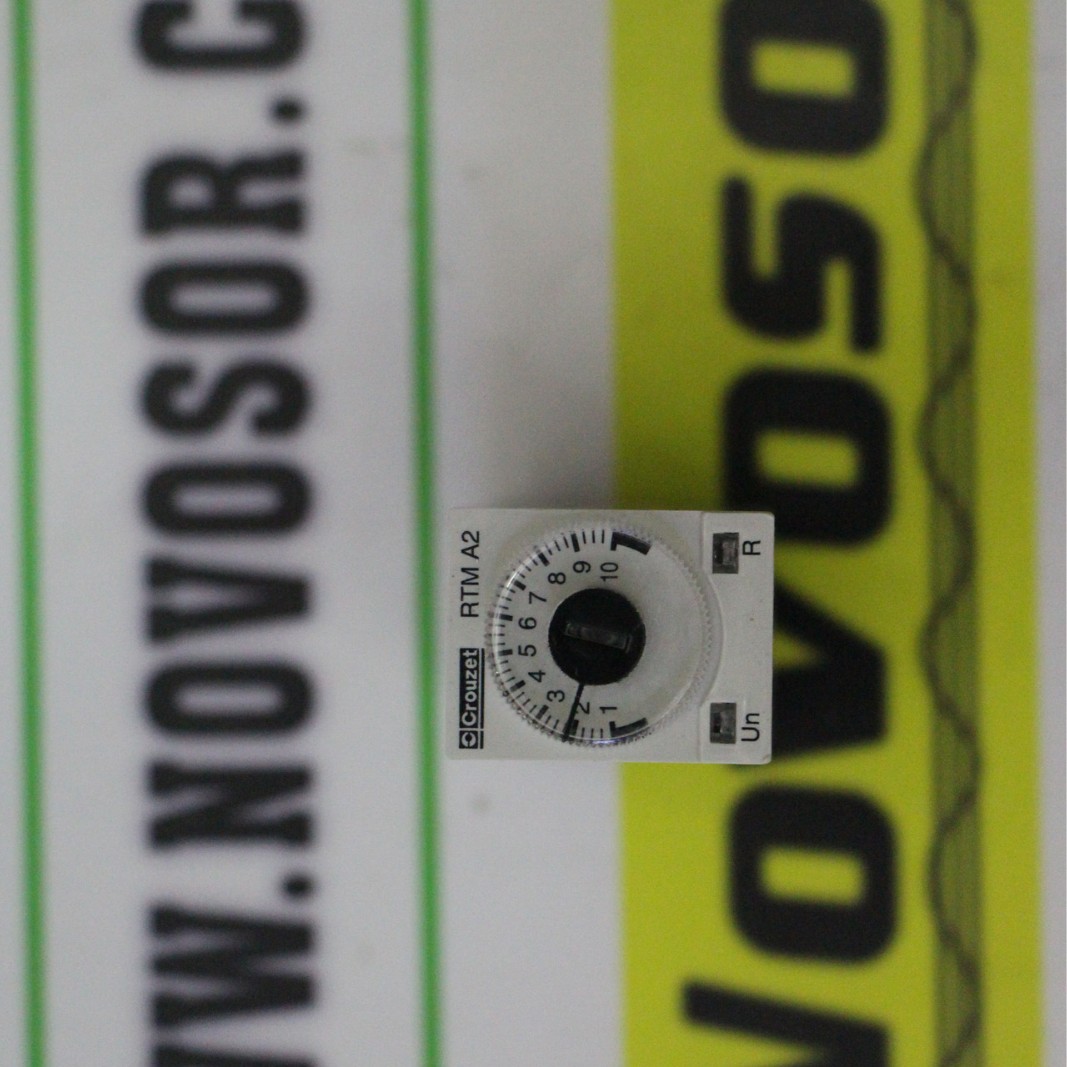 WWW.NOVOSOR.C
Novoso
Crouzet RTM A2
1 2 3 4 5 6 7 8 9 10
Un R